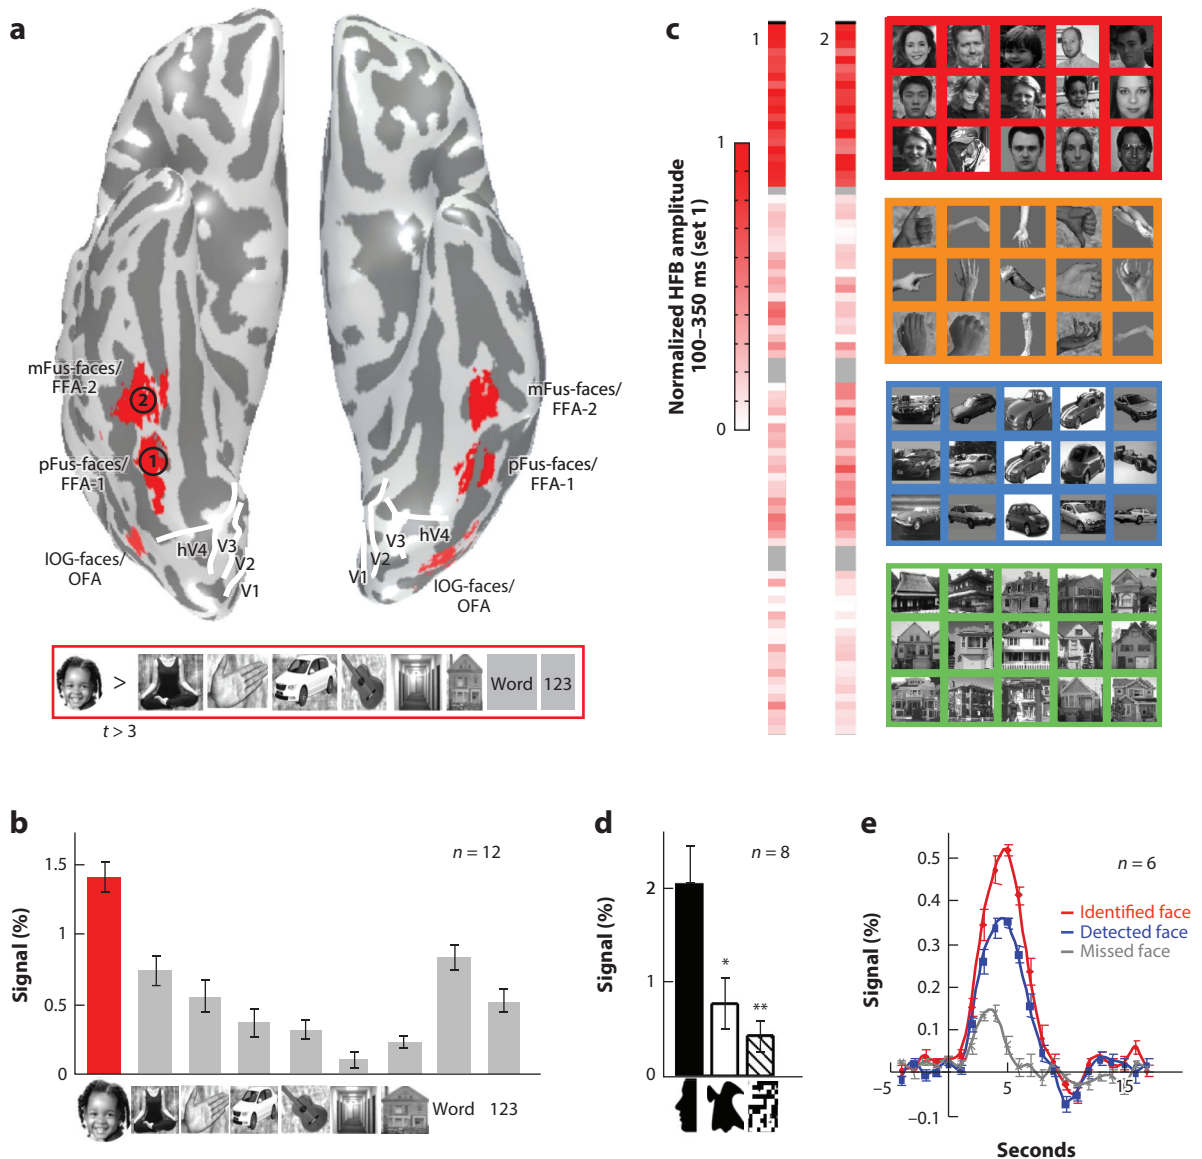 a
mFus-faces/
FFA-2
2
pFus-faces/
FFA-1
1
IOG-faces/
OFA
hV4
V3
V2
V1
mFus-faces/
FFA-2
pFus-faces/
FFA-1
hV4
V3
V2
V1
IOG-faces/
OFA
>
Word
123
t > 3
c
1
2
Normalized HFB amplitude
100–350 ms (set 1)
1
0
b
n = 12
Signal (%)
1.5
1
0.5
0
Word
123
d
n = 8
Signal (%)
2
1
0
*
**
e
n = 6
Signal (%)
0.5
0.4
0.3
0.2
0.1
0
–0.1
–5
5
15
Identified face
Detected face
Missed face
Seconds